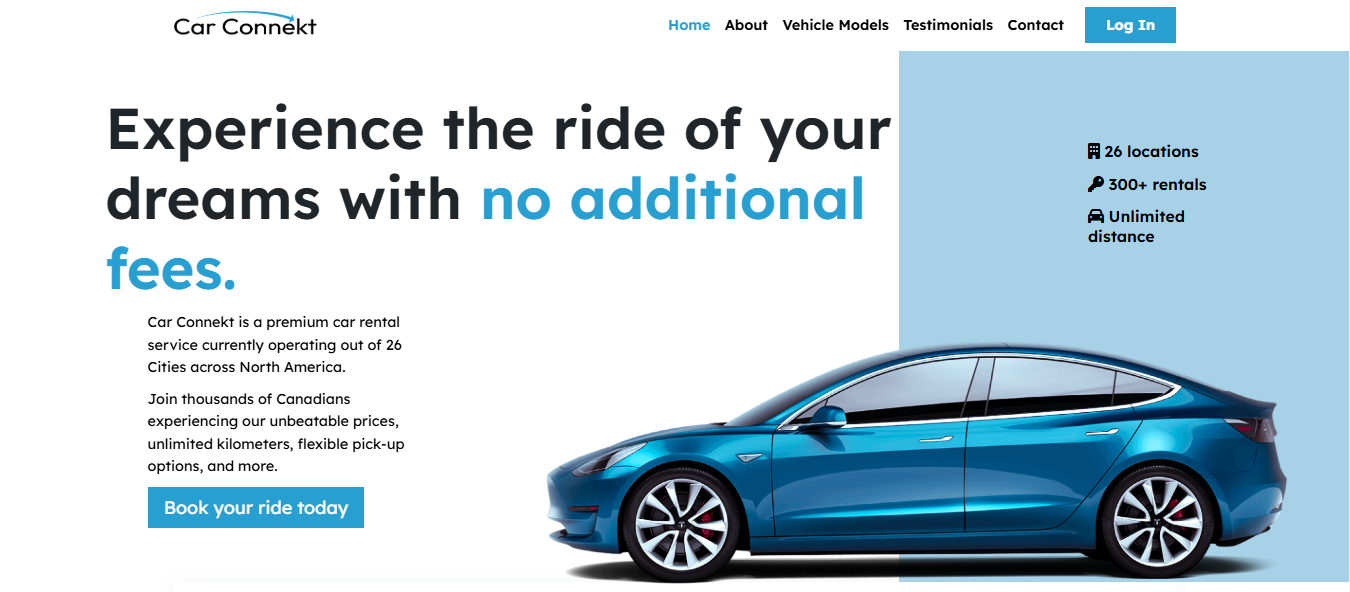 Car Connekt
Home About Vehicle Models Testimonials Contact Log In
Experience the ride of your
dreams with no additional
fees.
26 locations
300+ rentals
Unlimited
distance
Car Connekt is a premium car rental
service currently operating out of 26
Cities across North America.
Join thousands of Canadians
experiencing our unbeatable prices,
unlimited kilometers, flexible pick-up
options, and more.
Book your ride today